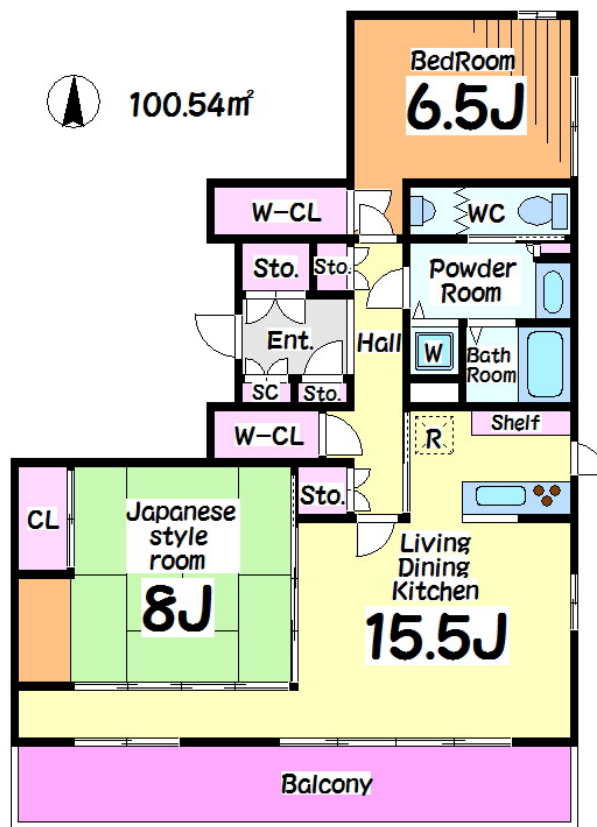 100.54㎡
BedRoom
6.5J
W-CL
WC
Sto.
Sto.
Powder
Room
Ent.
Hall
W
Bath
Room
SC
Sto.
W-CL
R
Shelf
CL
Japanese
style
room
8J
Sto.
Living
Dining
Kitchen
15.5J
Balcony